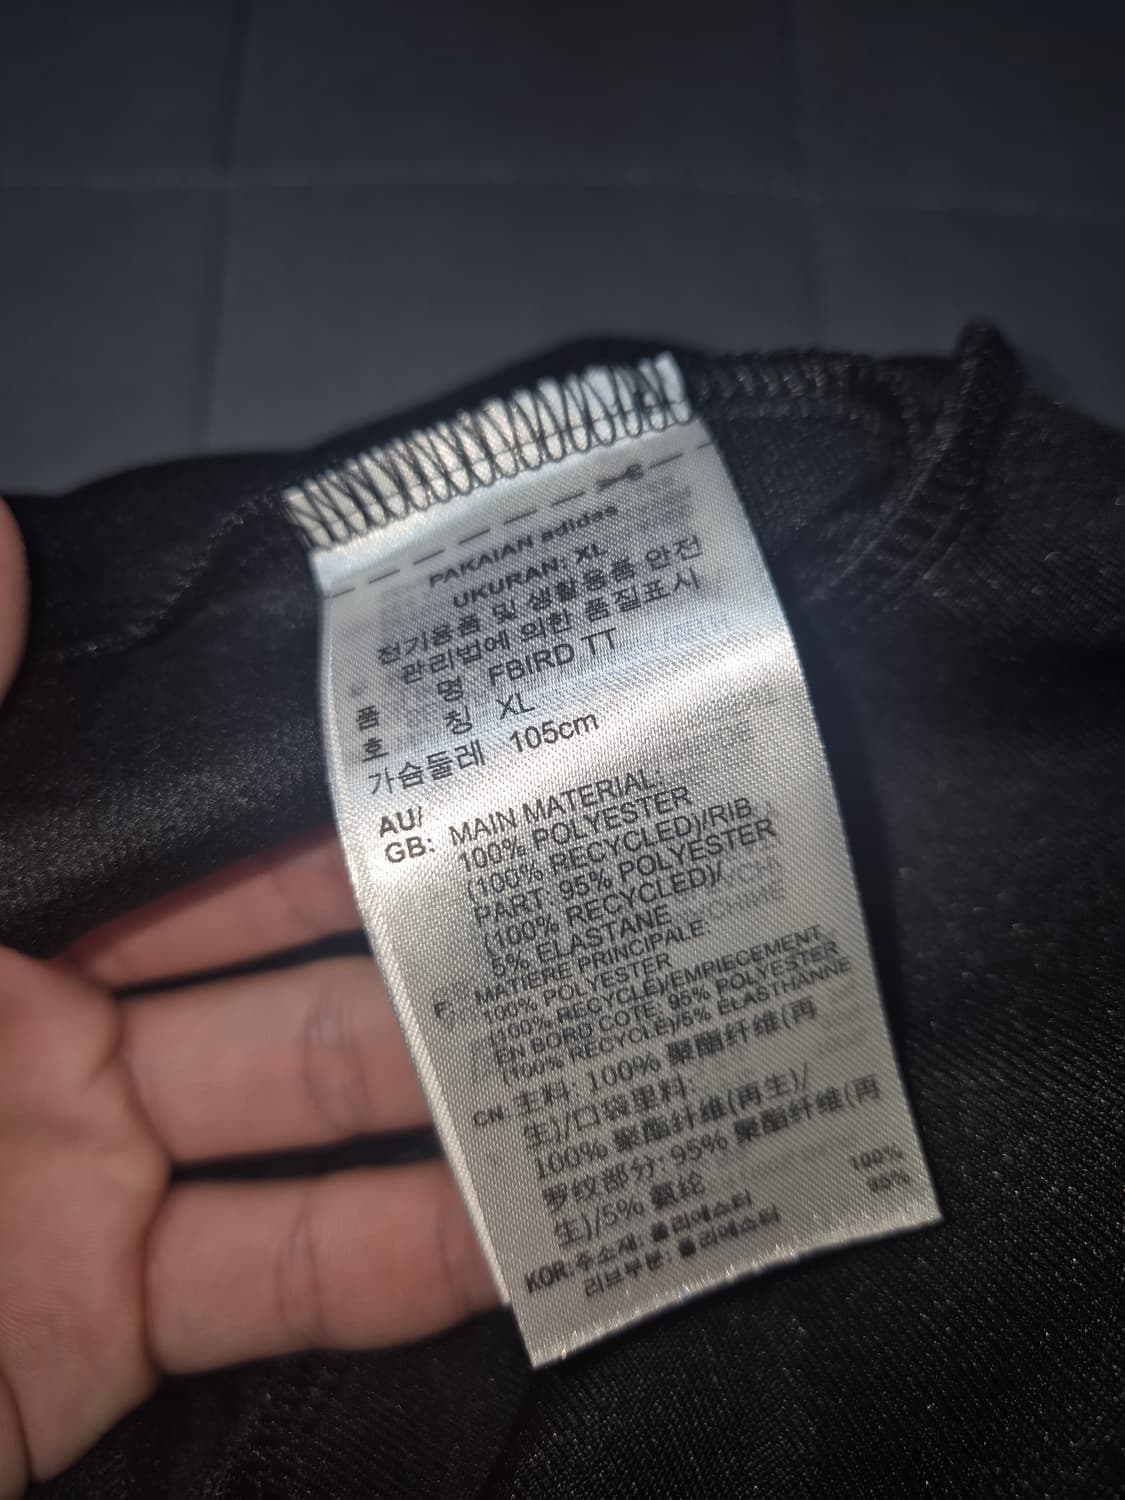 PAKAIAN adidas
UKURAN: XL
전기용품 및 생활용품 안전
관리법에 의한 품질표시
품 명 FBIRD TT
호 칭 XL
가슴둘레 105cm
AU/
GB: MAIN MATERIAL:
100% POLYESTER
(100% RECYCLED)/RIB
PART: 95% POLYESTER
(100% RECYCLED)/
5% ELASTANE
F: MATIERE PRINCIPALE:
100% POLYESTER
(100% RECYCLE)/EMPIECEMENT
EN BORD COTE: 95% POLYESTER
(100% RECYCLE)/5% ELASTHANNE
CN: 主料: 100% 聚酯纤维(再
生)/口袋里料:
100% 聚酯纤维(再生)/
罗纹部分: 95% 聚酯纤维(再
生)/5% 氨纶
KOR: 주소재: 폴리에스터 100%
리브부분: 폴리에스터 95%